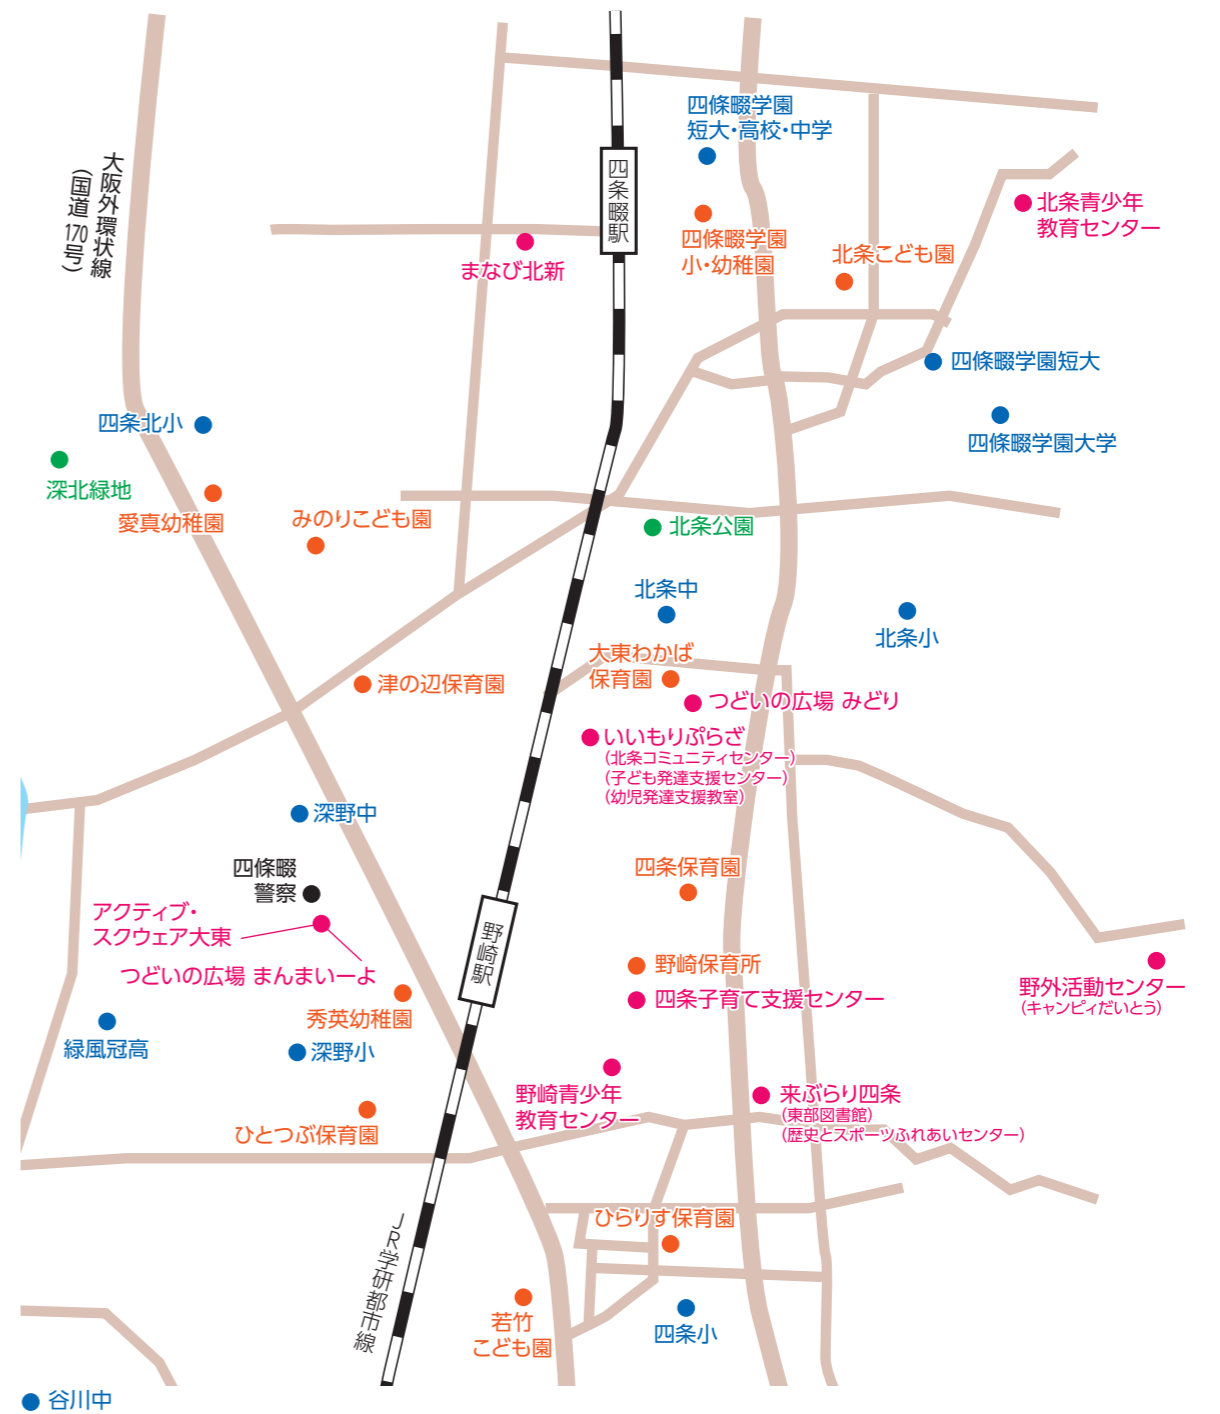 四條畷学園
短大・高校・中学
大阪外環状線
（国道170号）
四条畷駅
北条青少年
教育センター
四條畷学園
小・幼稚園
北条こども園
まなび北新
四條畷学園短大
四条北小
四條畷学園大学
深北緑地
愛真幼稚園
みのりこども園
北条公園
北条中
北条小
大東わかば
保育園
津の辺保育園
つどいの広場 みどり
いいもりぷらざ
（北条コミュニティセンター）
（子ども発達支援センター）
（幼児発達支援教室）
深野中
四條畷
警察
四条保育園
アクティブ・
スクウェア大東
つどいの広場 まんまいーよ
野崎駅
野崎保育所
四条子育て支援センター
野外活動センター
（キャンピィだいとう）
秀英幼稚園
緑風冠高
深野小
野崎青少年
教育センター
来ぶらり四条
（東部図書館）
（歴史とスポーツふれあいセンター）
ひとつぶ保育園
ひらりす保育園
JR学研都市線
若竹
こども園
四条小
谷川中